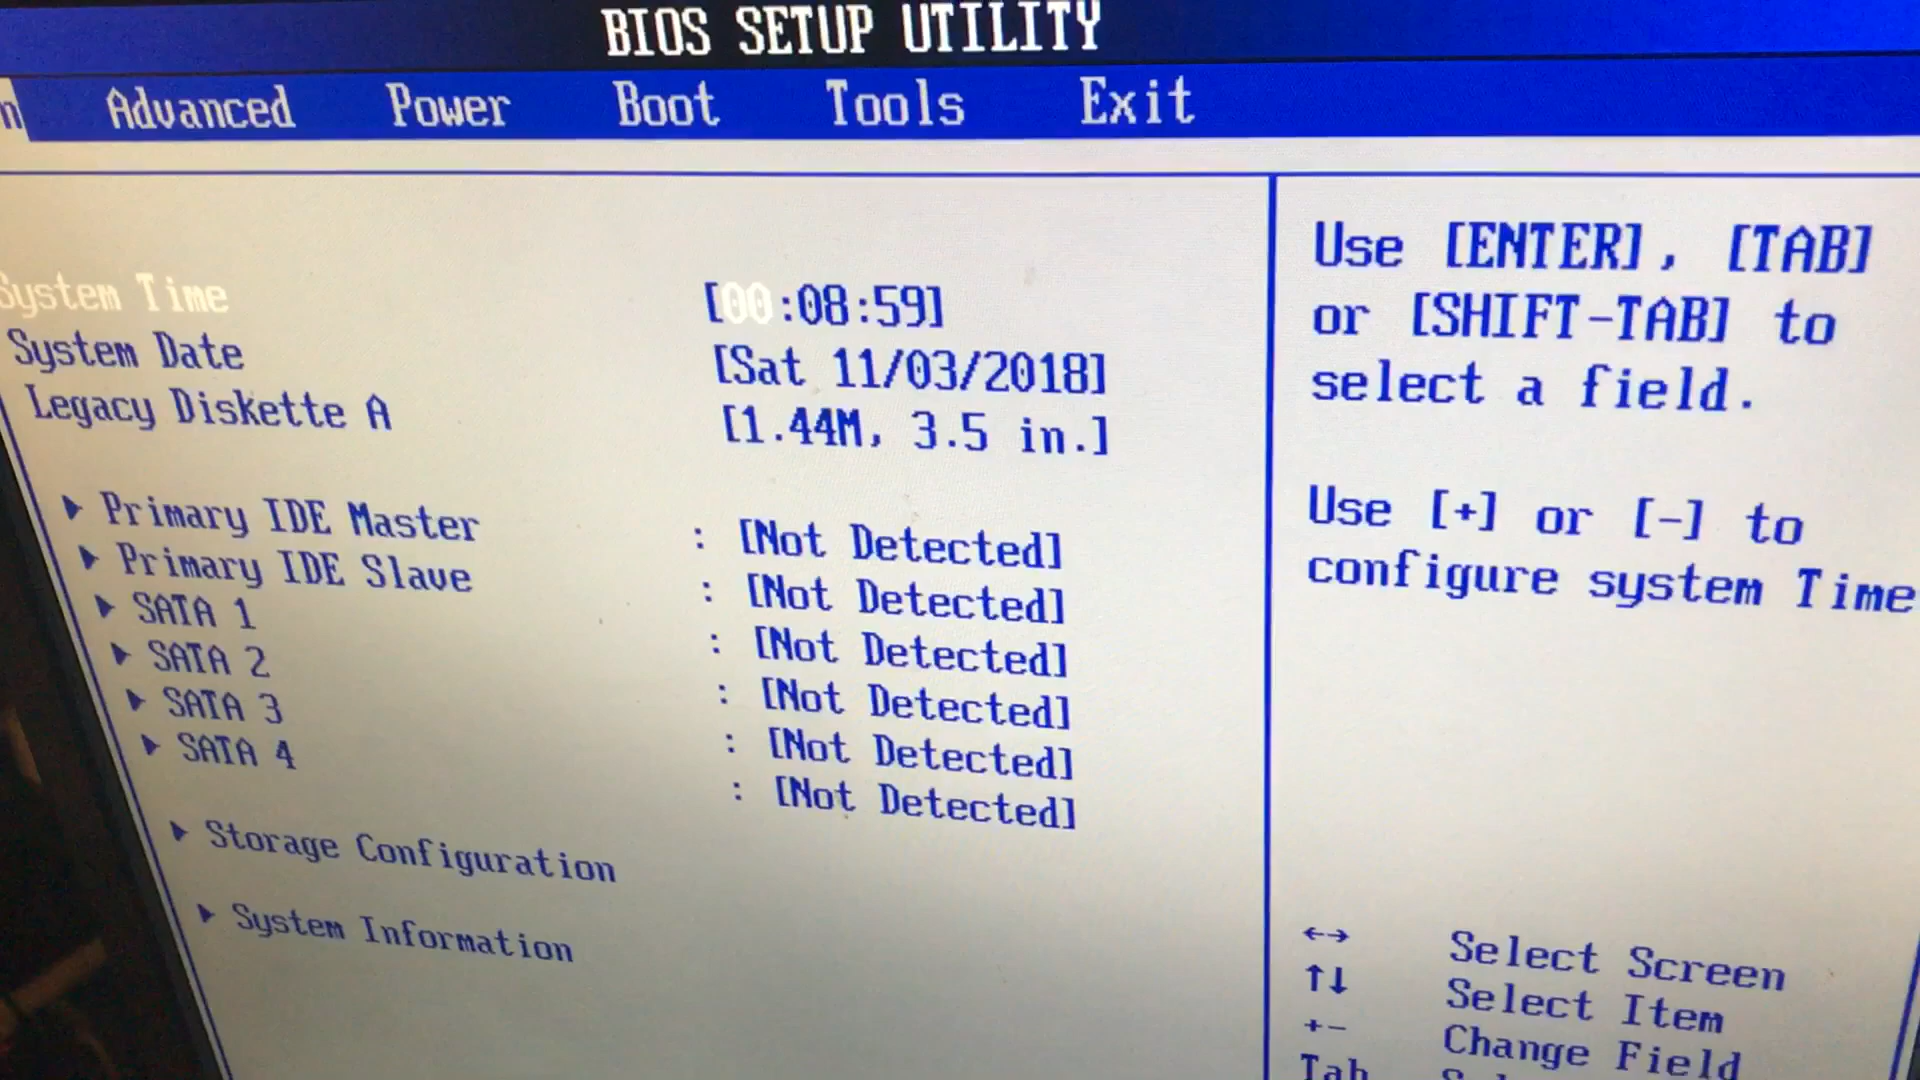 BIOS SETUP UTILITY
Advanced Power Boot Tools Exit
System Time [00:08:59]
System Date [Sat 11/03/2018]
Legacy Diskette A [1.44M, 3.5 in.]
Primary IDE Master : [Not Detected]
Primary IDE Slave : [Not Detected]
SATA 1 : [Not Detected]
SATA 2 : [Not Detected]
SATA 3 : [Not Detected]
SATA 4 : [Not Detected]
Storage Configuration
System Information
Use [ENTER], [TAB]
or [SHIFT-TAB] to
select a field.
Use [+] or [-] to
configure system Time
←→ Select Screen
↑↓ Select Item
+- Change Field
Tab